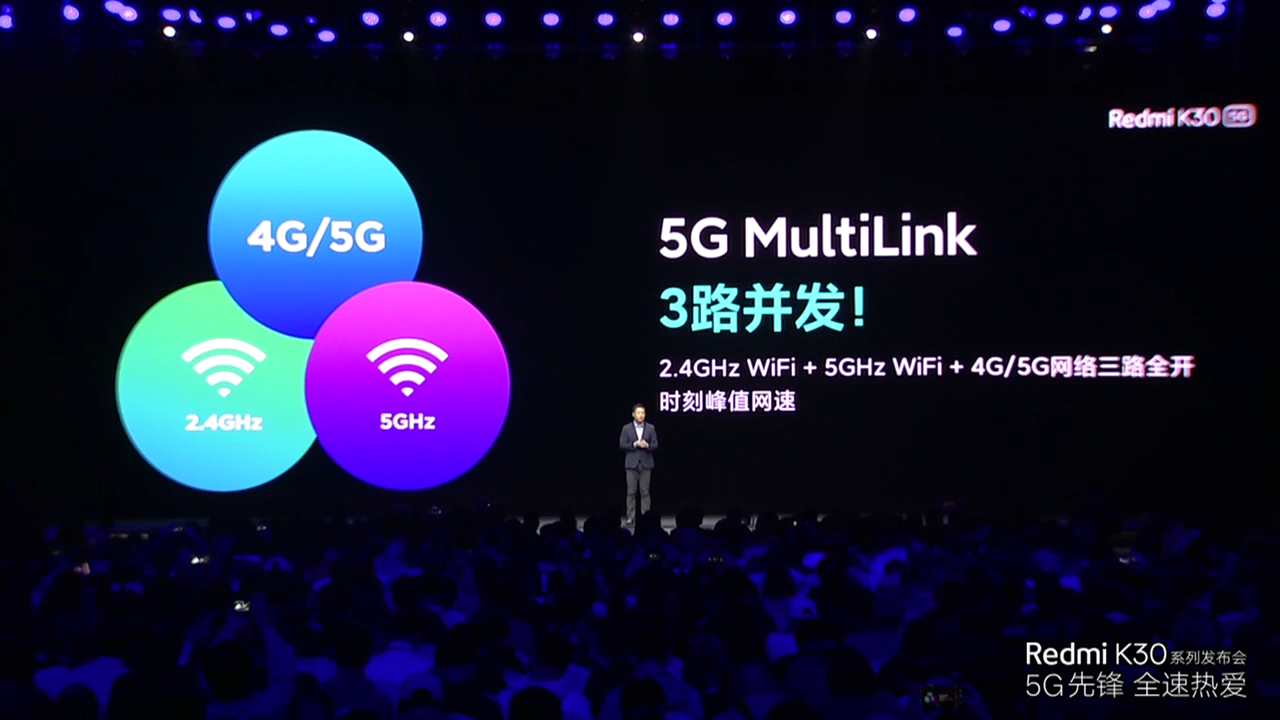 Redmi K30 5G
4G/5G
2.4GHz
5GHz
5G MultiLink
3路并发!
2.4GHz WiFi + 5GHz WiFi + 4G/5G网络三路全开
时刻峰值网速
Redmi K30系列发布会
5G先锋 全速热爱